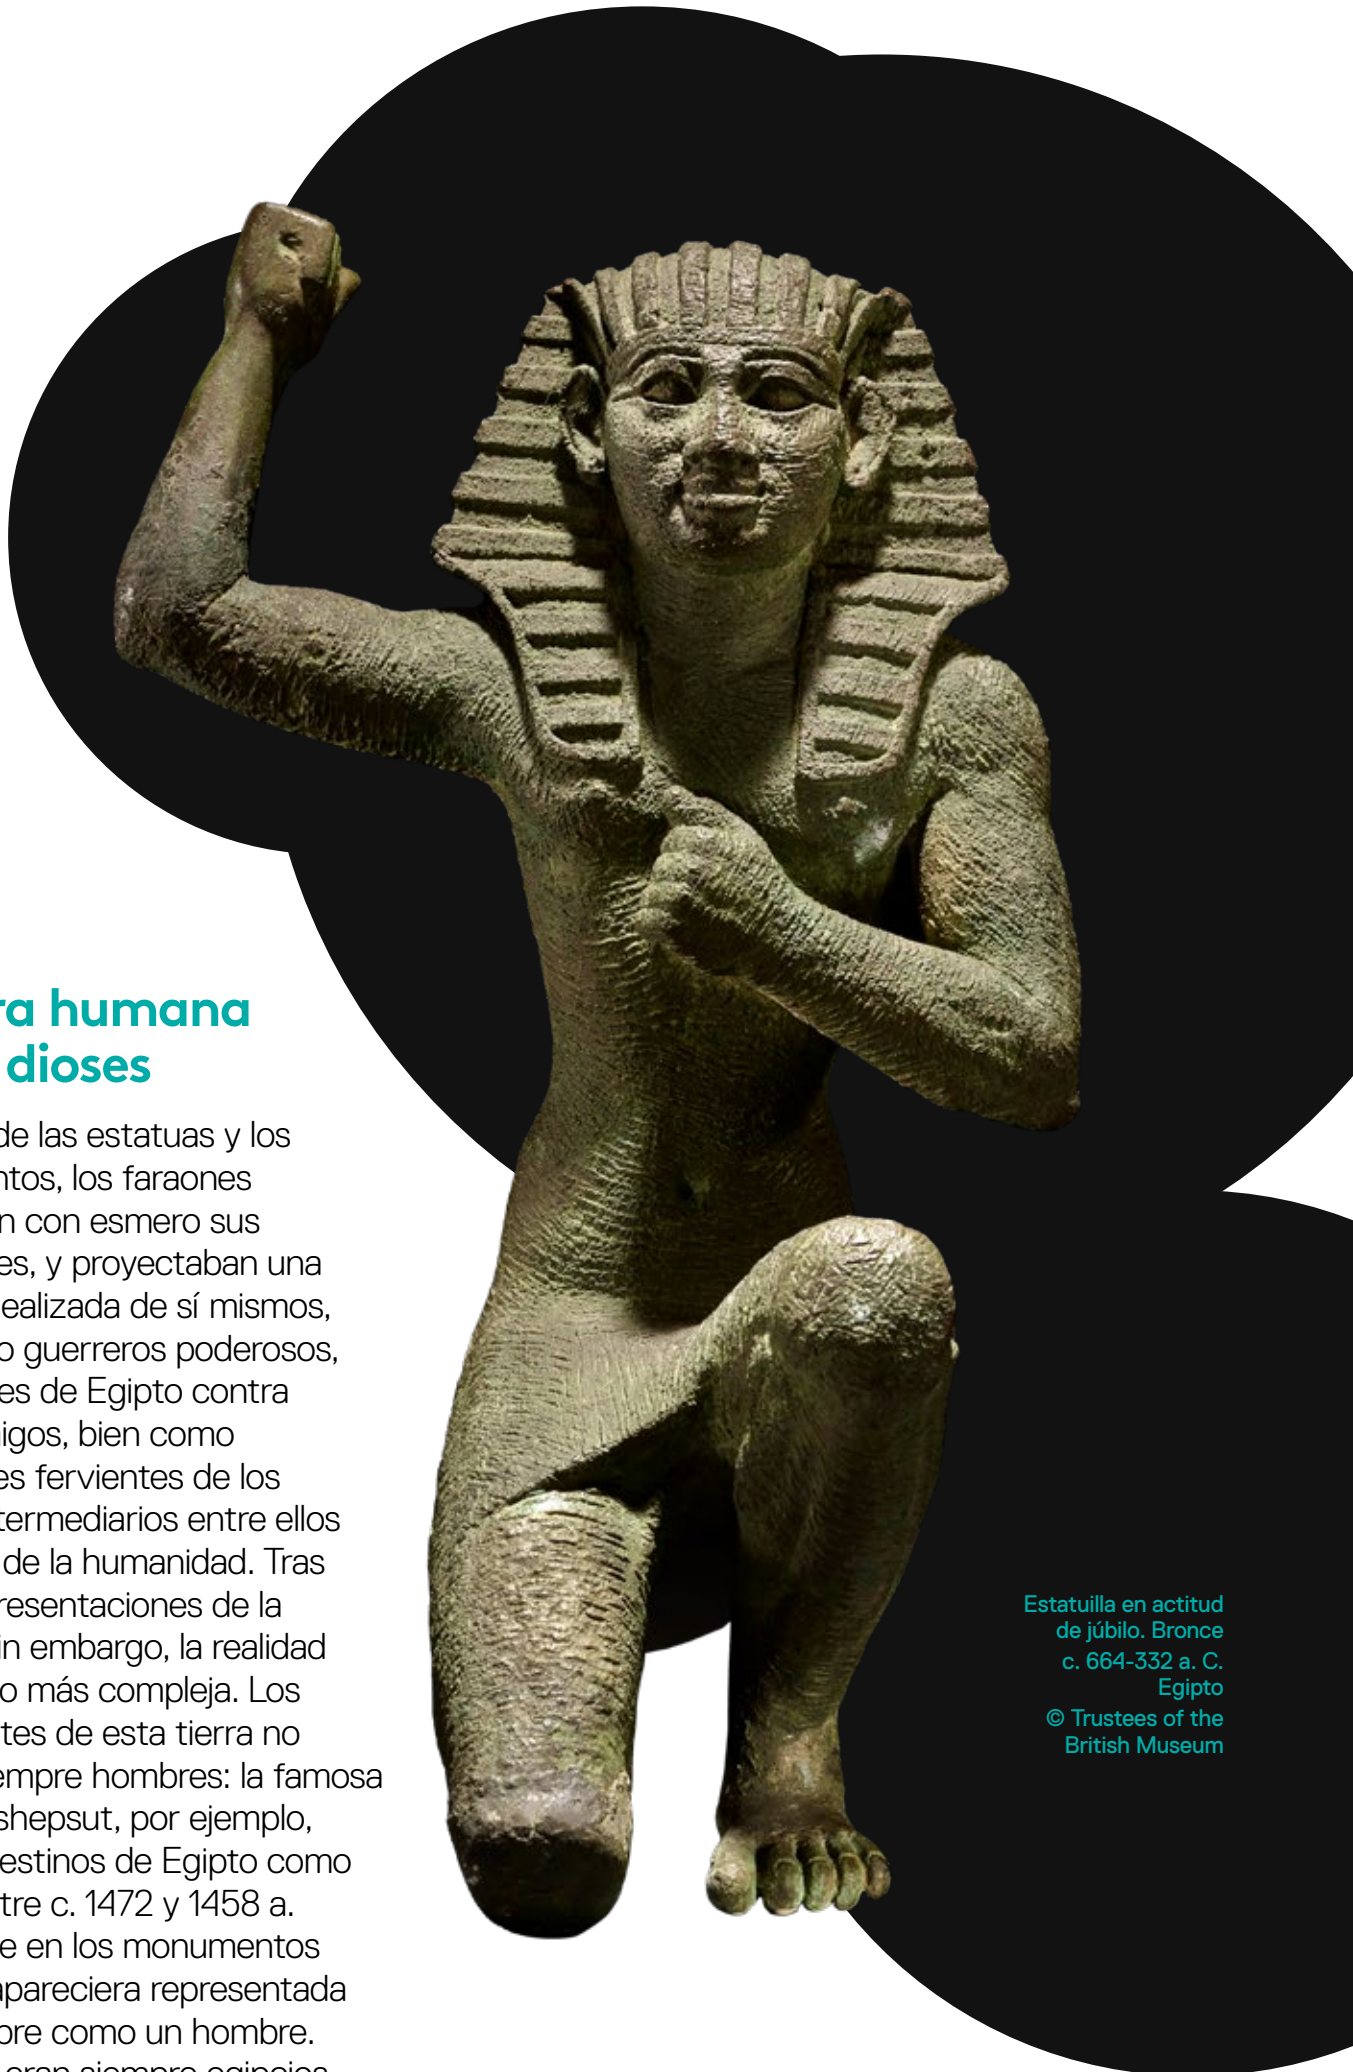 ra humana
dioses
de las estatuas y los
ntos, los faraones
n con esmero sus
es, y proyectaban una
ealizada de sí mismos,
o guerreros poderosos,
es de Egipto contra
igos, bien como
es fervientes de los
termediarios entre ellos
de la humanidad. Tras
resentaciones de la
in embargo, la realidad
o más compleja. Los
tes de esta tierra no
empre hombres: la famosa
shepsut, por ejemplo,
estinos de Egipto como
tre c. 1472 y 1458 a.
e en los monumentos
apareciera representada
bre como un hombre.
eran siempre egipcios
Estatuilla en actitud
de júbilo. Bronce
c. 664-332 a. C.
Egipto
© Trustees of the
British Museum